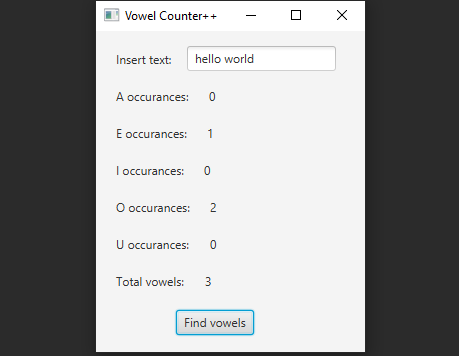 Vowel Counter++
Insert text: hello world
A occurances: 0
E occurances: 1
I occurances: 0
O occurances: 2
U occurances: 0
Total vowels: 3
Find vowels